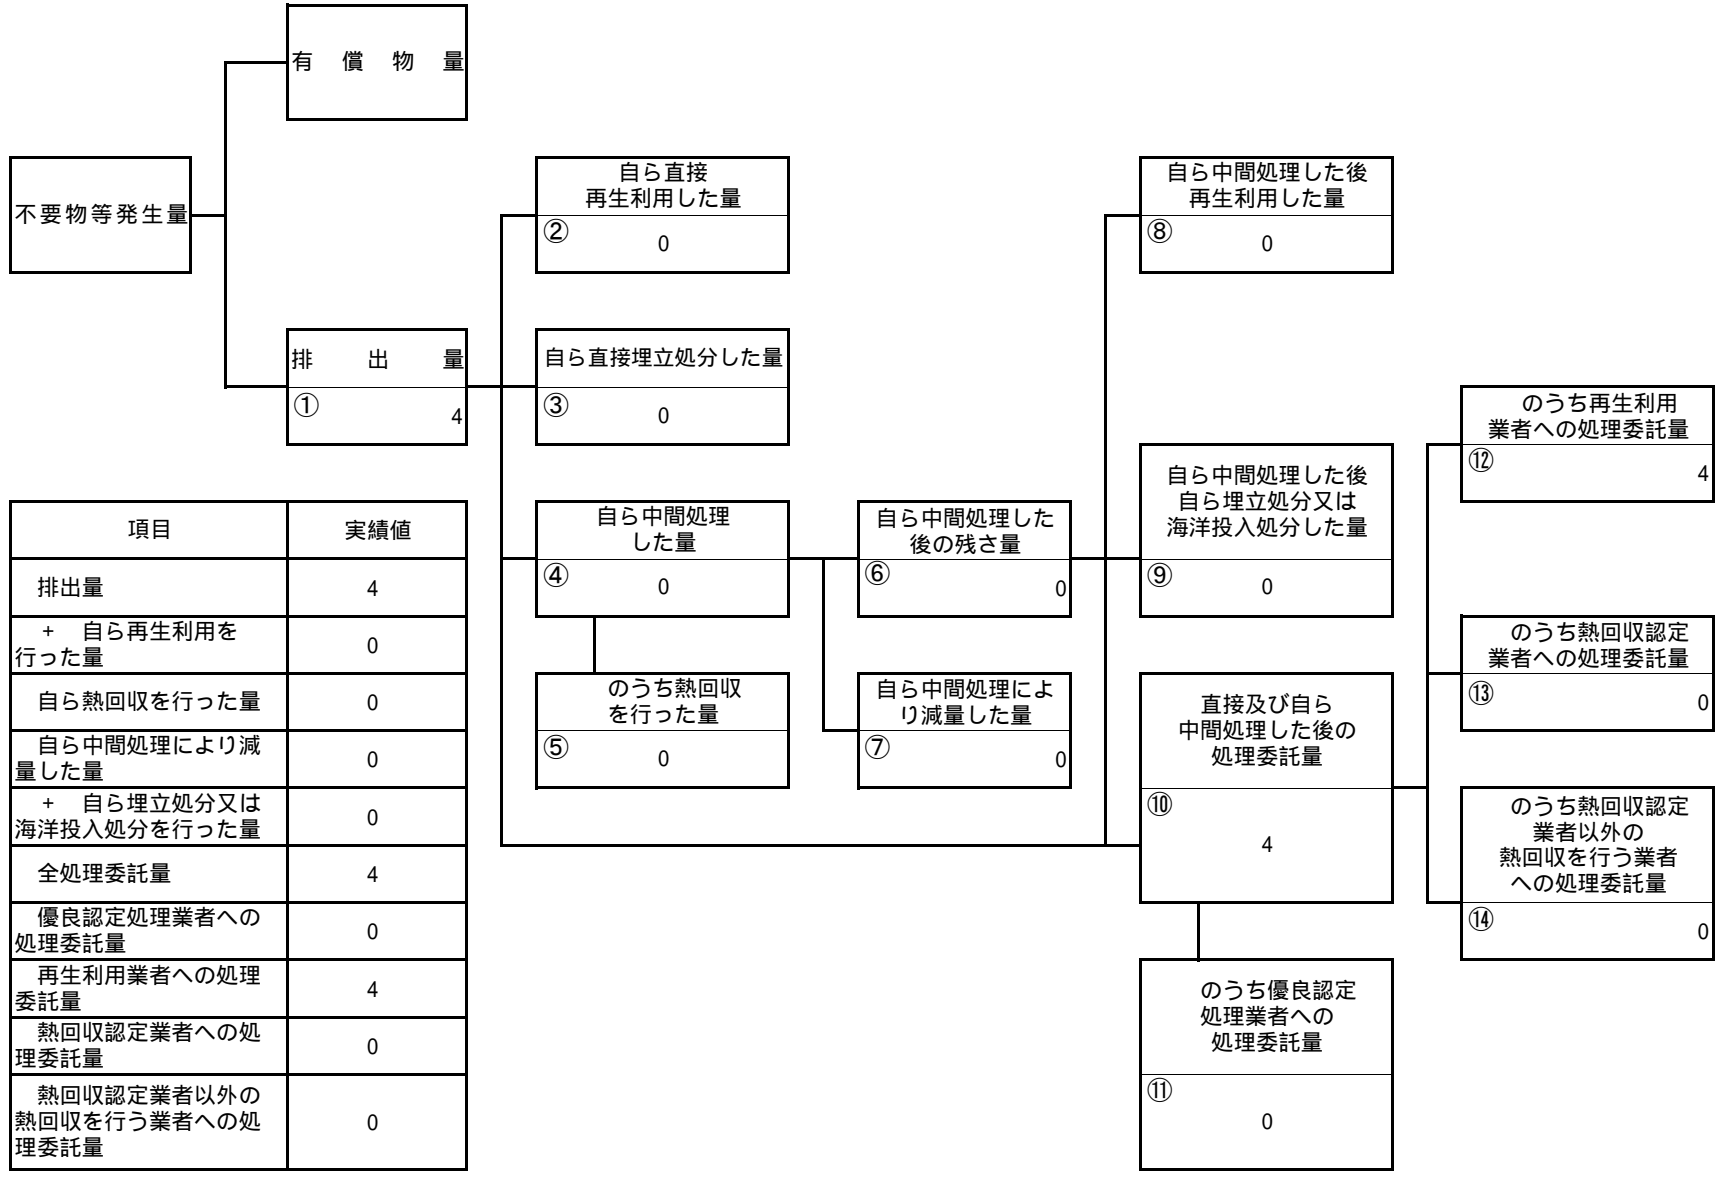 有償物量
不要物等発生量
自ら直接
再生利用した量
②
0
自ら中間処理した後
再生利用した量
⑧
0
排出量
①
4
自ら直接埋立処分した量
③
0
のうち再生利用
業者への処理委託量
⑫
4
自ら中間処理した後
自ら埋立処分又は
海洋投入処分した量
⑨
0
自ら中間処理
した量
④
0
自ら中間処理した
後の残さ量
⑥
0
のうち熱回収認定
業者への処理委託量
⑬
0
のうち熱回収
を行った量
⑤
0
自ら中間処理によ
り減量した量
⑦
0
直接及び自ら
中間処理した後の
処理委託量
⑩
4
のうち熱回収認定
業者以外の
熱回収を行う業者
への処理委託量
⑭
0
のうち優良認定
処理業者への
処理委託量
⑪
0
項目 実績値
排出量 4
+ 自ら再生利用を
行った量 0
自ら熱回収を行った量 0
自ら中間処理により減
量した量 0
+ 自ら埋立処分又は
海洋投入処分を行った量 0
全処理委託量 4
優良認定処理業者への
処理委託量 0
再生利用業者への処理
委託量 4
熱回収認定業者への処
理委託量 0
熱回収認定業者以外の
熱回収を行う業者への処
理委託量 0